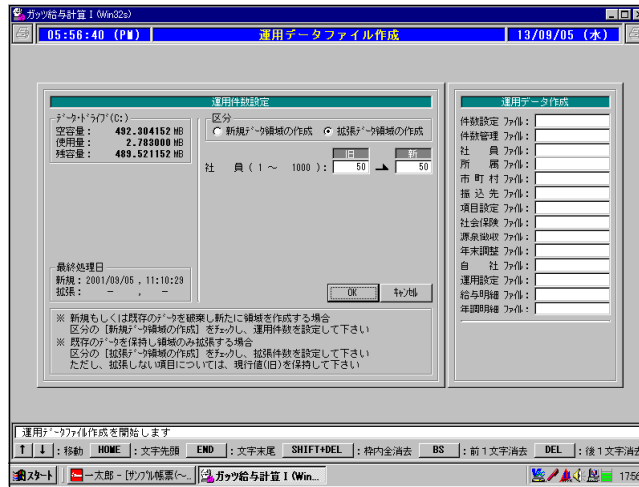 ガッツ給与計算Ⅰ(Win32s)
05:56:40 (PM)
運用データファイル作成
13/09/05 (水)
運用件数設定
データ・ドライブ(C:)
空容量: 492.304152 MB
使用量: 2.783000 MB
残容量: 489.521152 MB
区分
新規データ領域の作成
拡張データ領域の作成
旧
新
社 員 ( 1 ~ 1000 ):
50
50
最終処理日
新規: 2001/09/05 , 11:10:29
拡張: - , -
OK
キャンセル
※ 新規もしくは既存のデータを破棄し新たに領域を作成する場合
区分の [新規データ領域の作成] をチェックし、運用件数を設定して下さい
※ 既存のデータを保持し領域のみ拡張する場合
区分の [拡張データ領域の作成] をチェックし、拡張件数を設定して下さい
ただし、拡張しない項目については、現行値(旧)を保持して下さい
運用データ作成
件数設定 ファイル:
件数管理 ファイル:
社 員 ファイル:
所 属 ファイル:
市 町 村 ファイル:
振 込 先 ファイル:
項目設定 ファイル:
社会保険 ファイル:
源泉徴収 ファイル:
年末調整 ファイル:
自 社 ファイル:
運用設定 ファイル:
給与明細 ファイル:
年調明細 ファイル:
運用データファイル作成を開始します
↑ ↓ :移動 HOME :文字先頭 END :文字末尾 SHIFT+DEL :枠内全消去 BS :前1文字消去 DEL :後1文字消去
スタート
一太郎 - [サンプル帳票(~..
ガッツ給与計算Ⅰ (Win...
1756